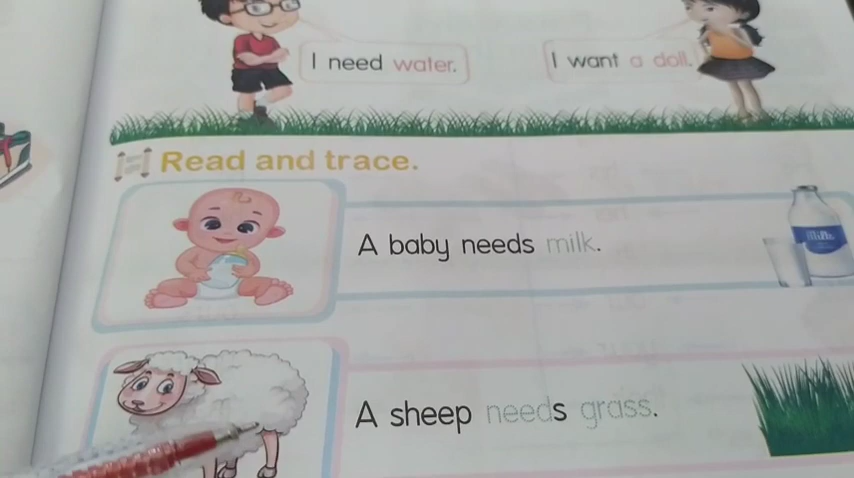 I need water.
I want a doll.
Read and trace.
A baby needs milk.
Milk
A sheep needs grass.